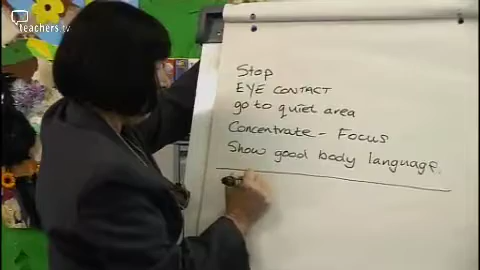 teachers tv
Stop
EYE CONTACT
go to quiet area
Concentrate - Focus
Show good body language.